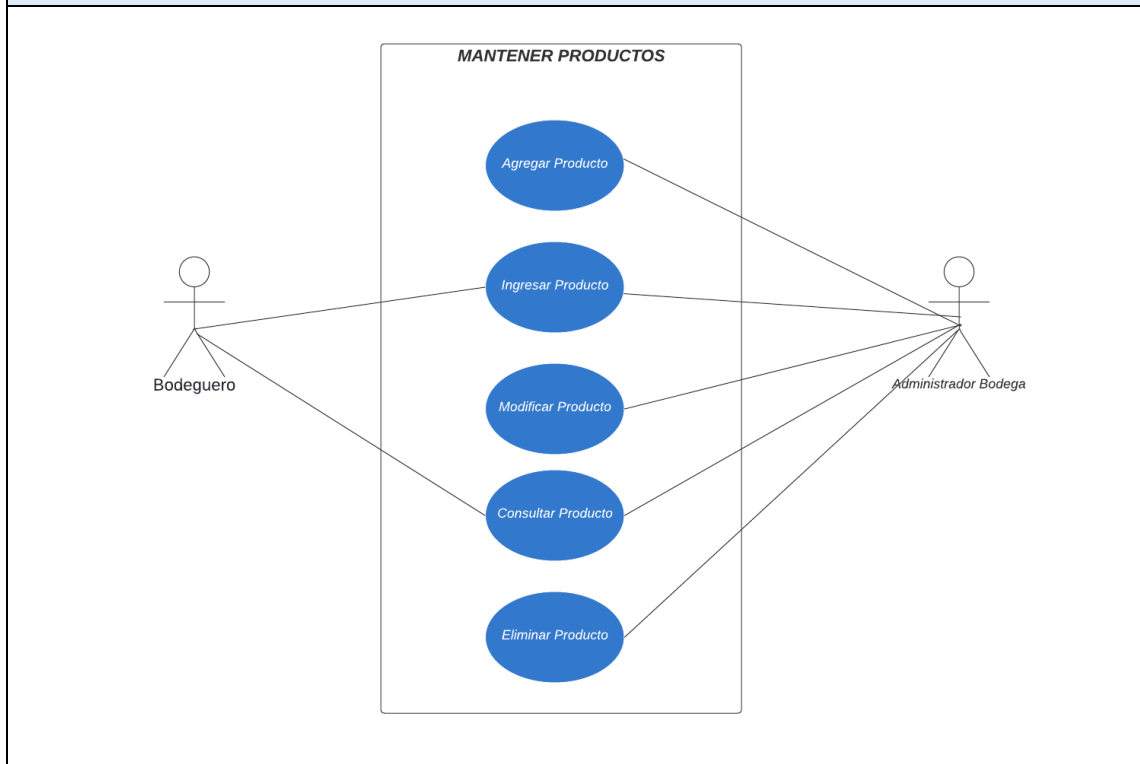 MANTENER PRODUCTOS
Agregar Producto
Ingresar Producto
Modificar Producto
Consultar Producto
Eliminar Producto
Bodeguero
Administrador Bodega